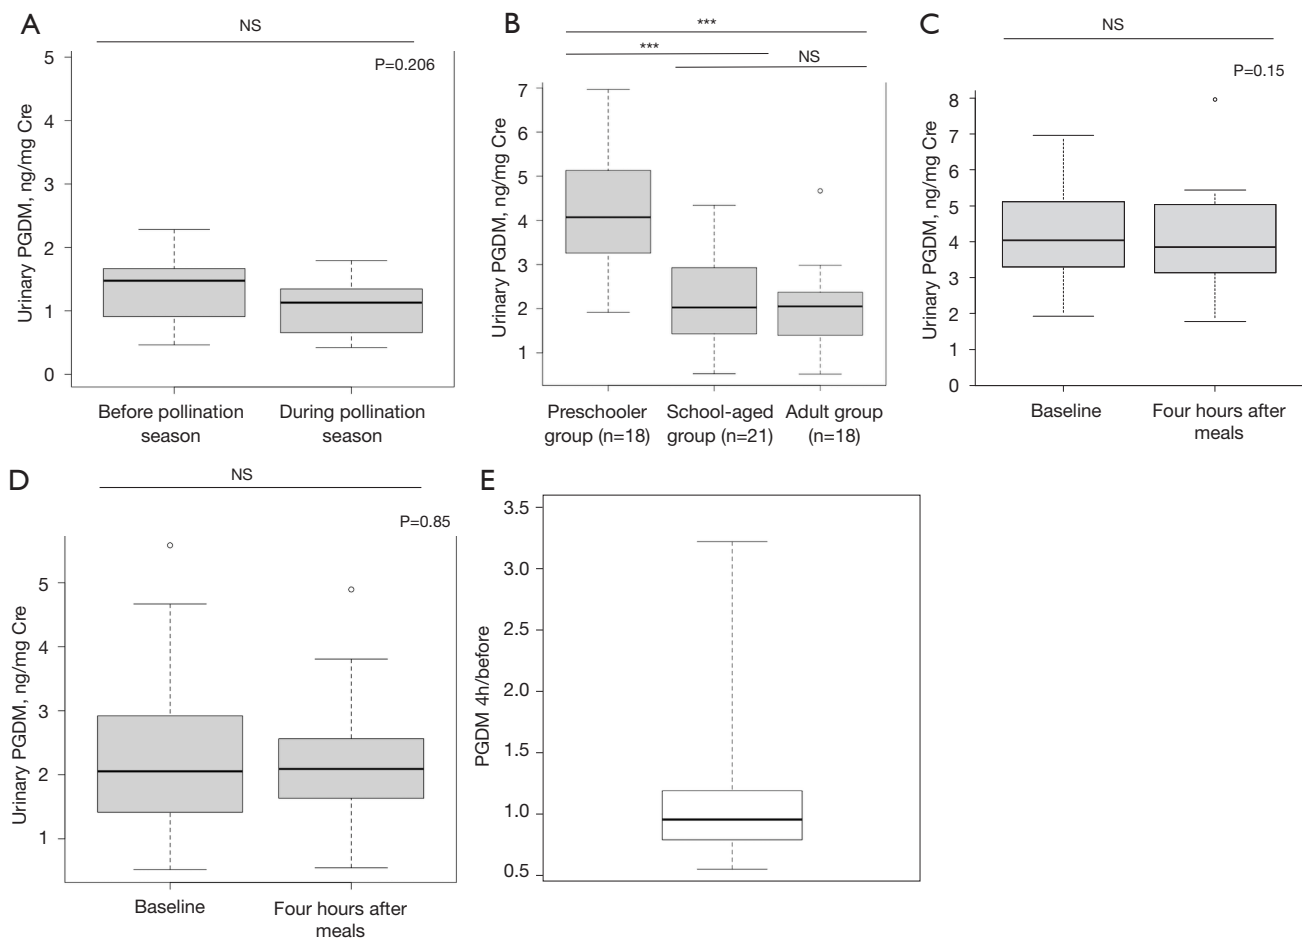 A
NS
P=0.206
Urinary PGDM, ng/mg Cre
5
4
3
2
1
0
Before pollination
season
During pollination
season
B
***
***
NS
Urinary PGDM, ng/mg Cre
7
6
5
4
3
2
1
Preschooler
group (n=18)
School-aged
group (n=21)
Adult group
(n=18)
C
NS
P=0.15
Urinary PGDM, ng/mg Cre
8
7
6
5
4
3
2
1
0
Baseline
Four hours after
meals
D
NS
P=0.85
Urinary PGDM, ng/mg Cre
5
4
3
2
1
Baseline
Four hours after
meals
E
PGDM 4h/before
3.5
3.0
2.5
2.0
1.5
1.0
0.5